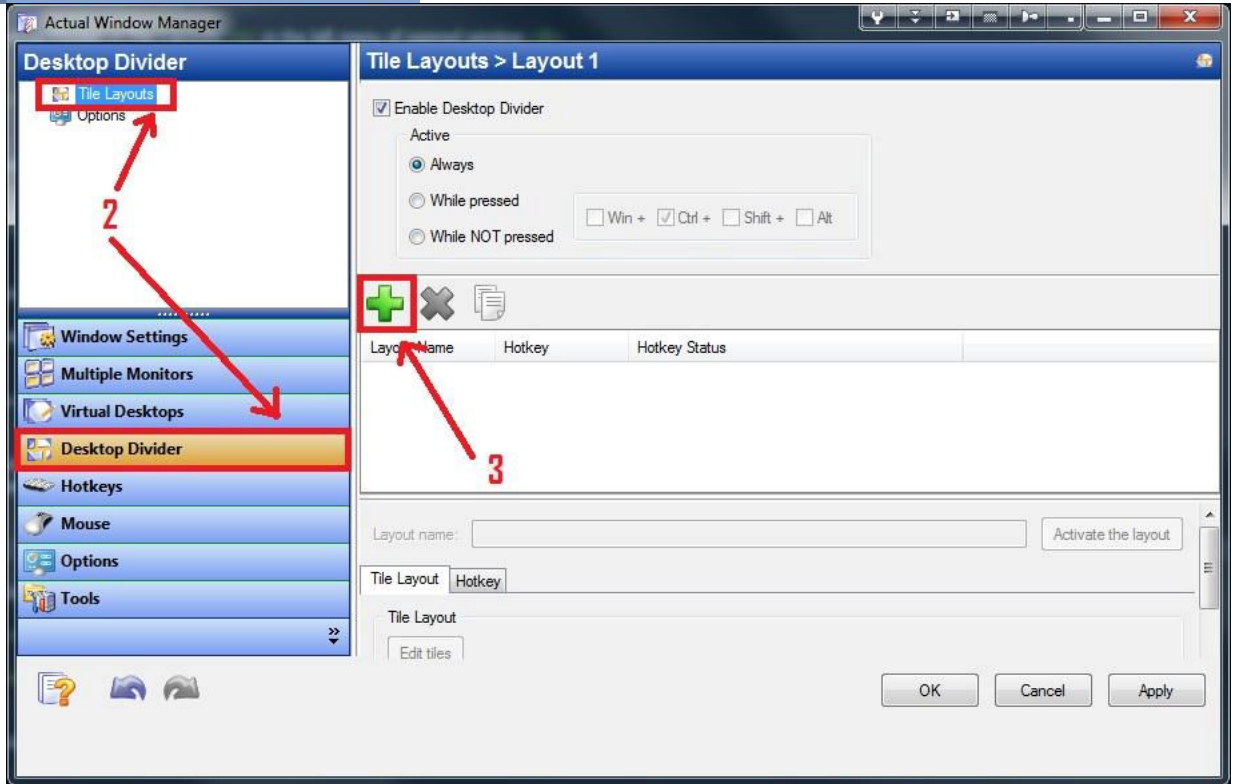 Actual Window Manager
Desktop Divider
Tile Layouts
Options
2
Window Settings
Multiple Monitors
Virtual Desktops
Desktop Divider
Hotkeys
Mouse
Options
Tools
Tile Layouts > Layout 1
Enable Desktop Divider
Active
Always
While pressed
While NOT pressed
Win + Ctrl + Shift + Alt
Layout Name Hotkey Hotkey Status
3
Layout name: Activate the layout
Tile Layout Hotkey
Tile Layout
Edit tiles
OK Cancel Apply